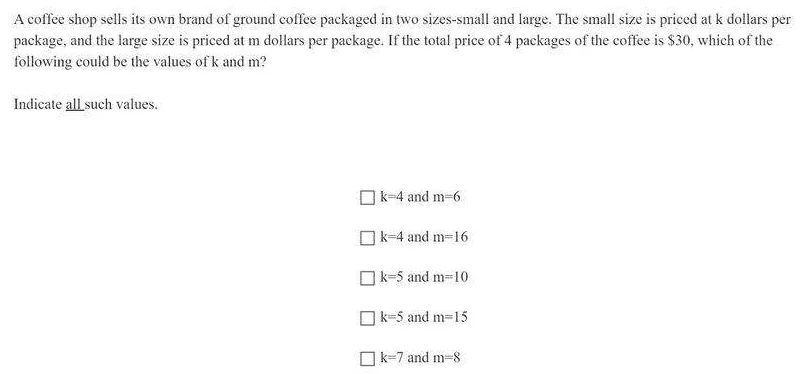 A coffee shop sells its own brand of ground coffee packaged in two sizes-small and large. The small size is priced at k dollars per
package, and the large size is priced at m dollars per package. If the total price of 4 packages of the coffee is $30, which of the
following could be the values of k and m?
Indicate all such values.
k=4 and m=6
k=4 and m=16
k=5 and m=10
k=5 and m=15
k=7 and m=8